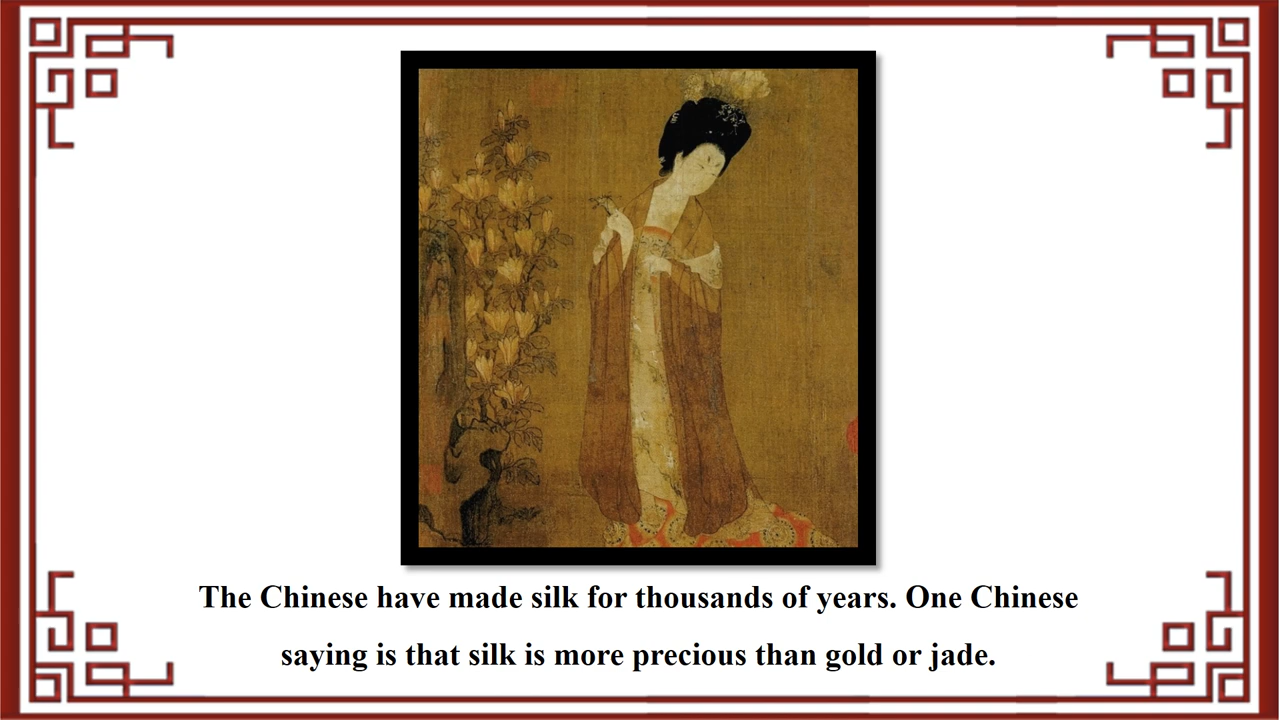 The Chinese have made silk for thousands of years. One Chinese
saying is that silk is more precious than gold or jade.